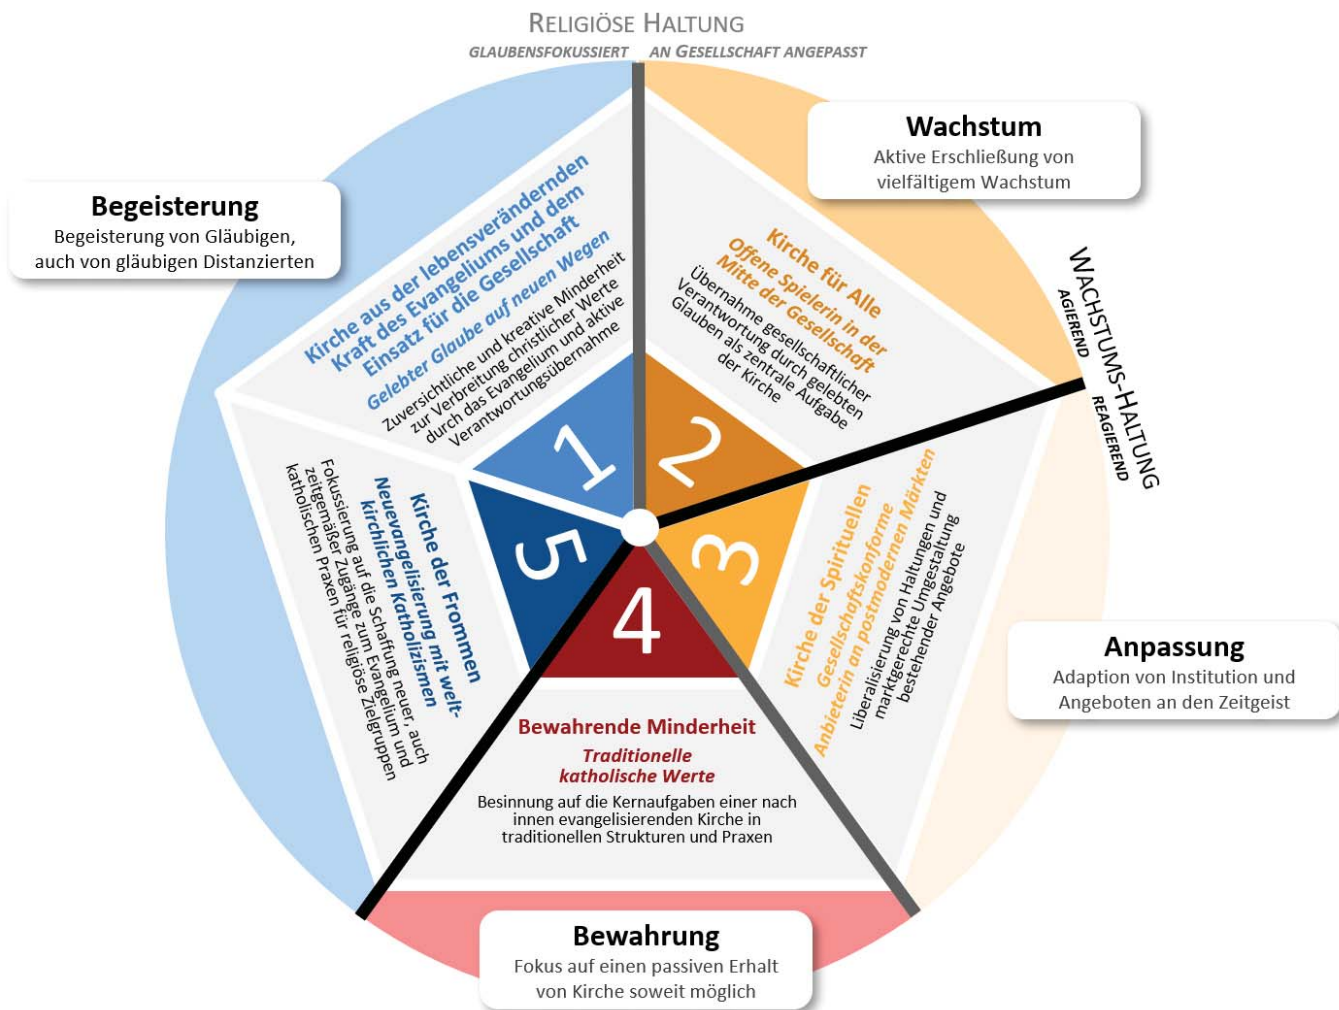 RELIGIÖSE HALTUNG
GLAUBENSFOKUSSIERT AN GESELLSCHAFT ANGEPASST
Wachstum
Aktive Erschließung von
vielfältigem Wachstum
Begeisterung
Begeisterung von Gläubigen,
auch von gläubigen Distanzierten
WACHSTUMS-HALTUNG
AGIEREND
REAGIEREND
Kirche aus der lebensverändernden
Kraft des Evangeliums und dem
Einsatz für die Gesellschaft
Gelebter Glaube auf neuen Wegen
Zuversichtliche und kreative Minderheit
zur Verbreitung christlicher Werte
durch das Evangelium und aktive
Verantwortungsübernahme
1
Kirche für Alle
Offene Spielerin in der
Mitte der Gesellschaft
Übernahme gesellschaftlicher
Verantwortung durch gelebten
Glauben als zentrale Aufgabe
der Kirche
2
Kirche der Spirituellen
Gesellschaftskonforme
Anbieterin an postmodernen Märkten
Liberalisierung von Haltungen und
marktgerechte Umgestaltung
bestehender Angebote
3
Anpassung
Adaption von Institution und
Angeboten an den Zeitgeist
4
Bewahrende Minderheit
Traditionelle
katholische Werte
Besinnung auf die Kernaufgaben einer nach
innen evangelisierenden Kirche in
traditionellen Strukturen und Praxen
Bewahrung
Fokus auf einen passiven Erhalt
von Kirche soweit möglich
5
Kirche der Frommen
Neuevangelisierung mit welt-
kirchlichen Katholizismen
Fokussierung auf die Schaffung neuer, auch
zeitgemäßer Zugänge zum Evangelium und
katholischen Praxen für religiöse Zielgruppen